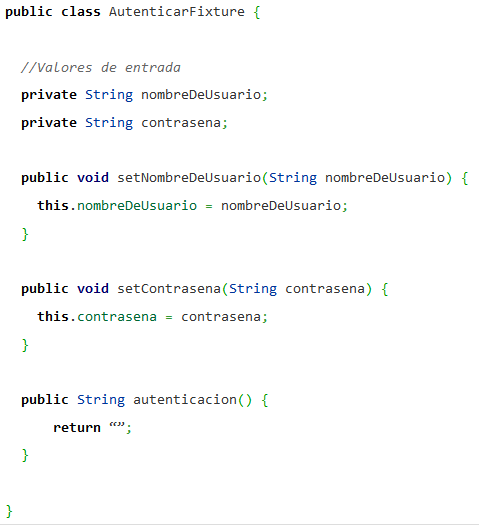 public class AutenticarFixture {
//Valores de entrada
private String nombreDeUsuario;
private String contrasena;
public void setNombreDeUsuario(String nombreDeUsuario) {
this.nombreDeUsuario = nombreDeUsuario;
}
public void setContrasena(String contrasena) {
this.contrasena = contrasena;
}
public String autenticacion() {
return “”;
}
}